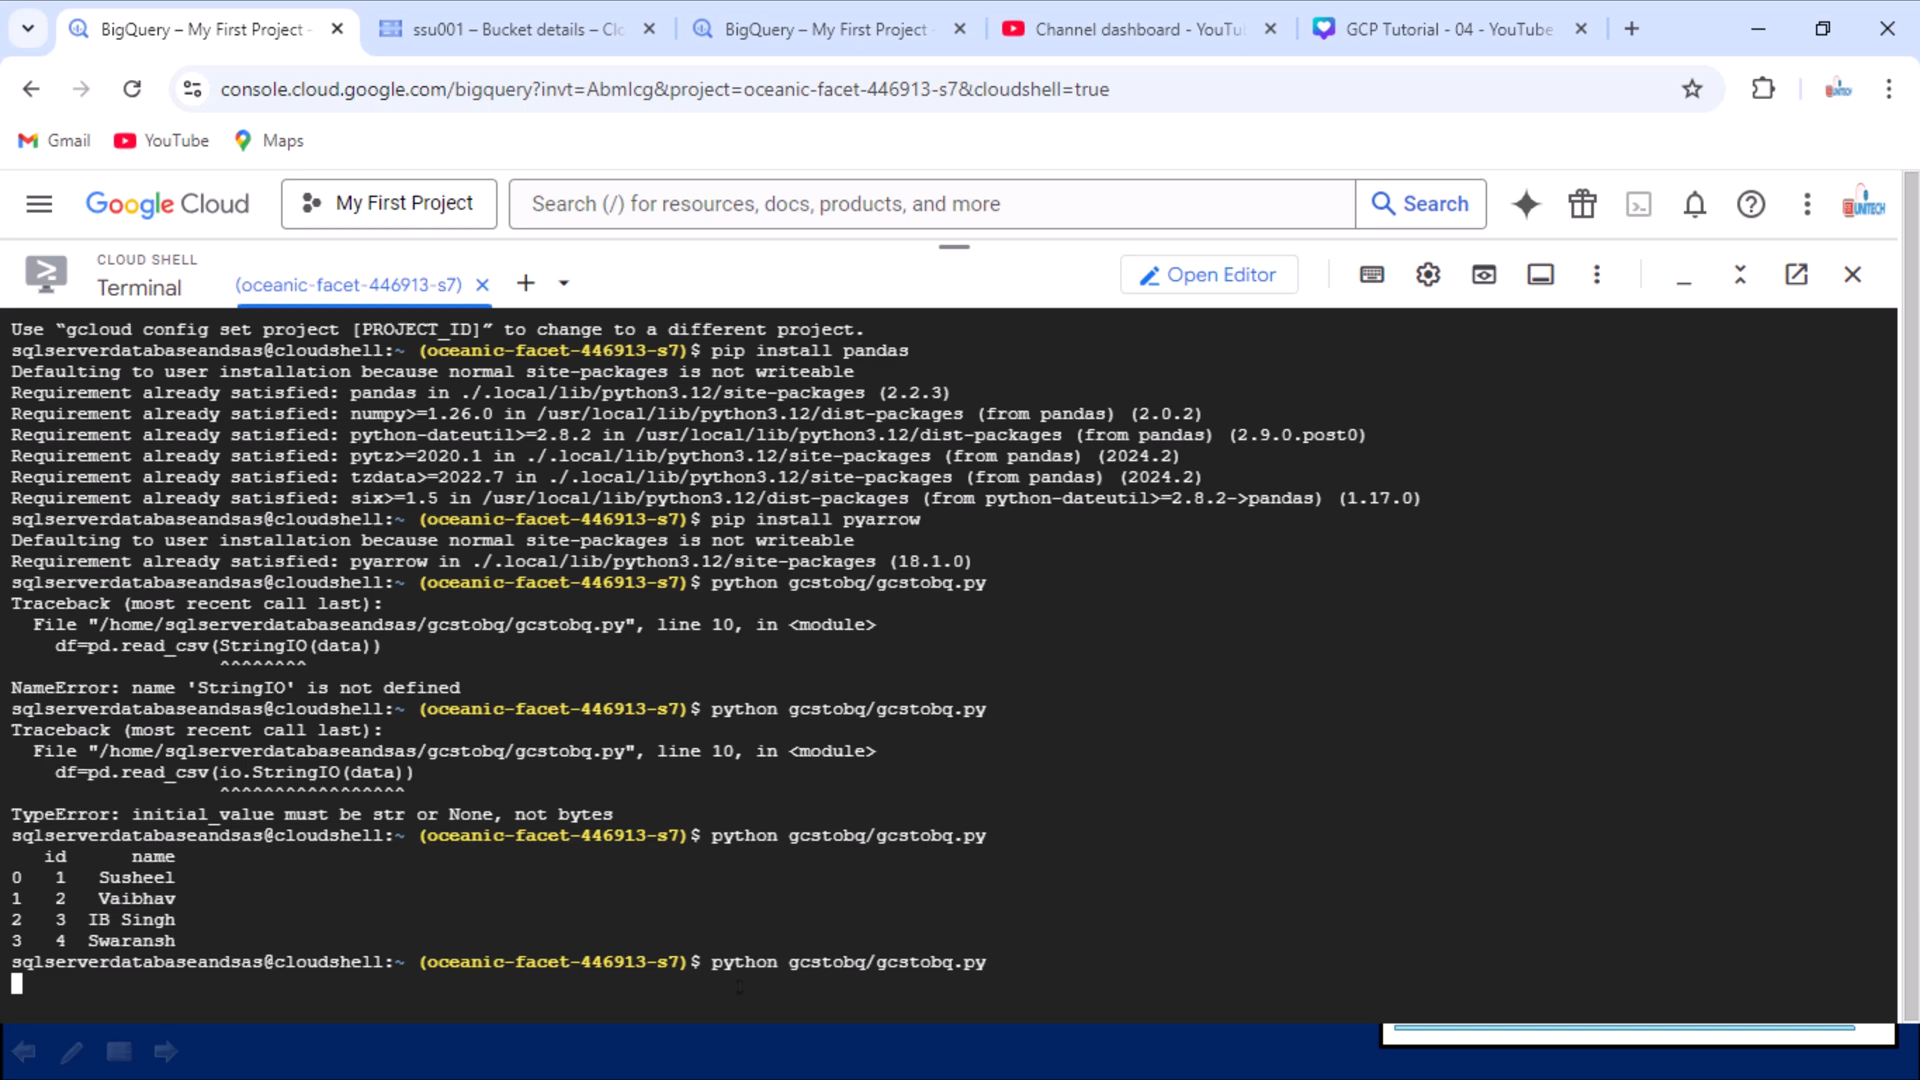 BigQuery – My First Project -
ssu001 – Bucket details – Clo
BigQuery – My First Project -
Channel dashboard - YouTu
GCP Tutorial - 04 - YouTube
console.cloud.google.com/bigquery?invt=Abmlcg&project=oceanic-facet-446913-s7&cloudshell=true
Gmail
YouTube
Maps
Google Cloud
My First Project
Search (/) for resources, docs, products, and more
Search
UNITECH
CLOUD SHELL
Terminal
(oceanic-facet-446913-s7)
Open Editor
Use “gcloud config set project [PROJECT_ID]” to change to a different project.
sqlserverdatabaseandsas@cloudshell:~ (oceanic-facet-446913-s7)$ pip install pandas
Defaulting to user installation because normal site-packages is not writeable
Requirement already satisfied: pandas in ./.local/lib/python3.12/site-packages (2.2.3)
Requirement already satisfied: numpy>=1.26.0 in /usr/local/lib/python3.12/dist-packages (from pandas) (2.0.2)
Requirement already satisfied: python-dateutil>=2.8.2 in /usr/local/lib/python3.12/dist-packages (from pandas) (2.9.0.post0)
Requirement already satisfied: pytz>=2020.1 in ./.local/lib/python3.12/site-packages (from pandas) (2024.2)
Requirement already satisfied: tzdata>=2022.7 in ./.local/lib/python3.12/site-packages (from pandas) (2024.2)
Requirement already satisfied: six>=1.5 in /usr/local/lib/python3.12/dist-packages (from python-dateutil>=2.8.2->pandas) (1.17.0)
sqlserverdatabaseandsas@cloudshell:~ (oceanic-facet-446913-s7)$ pip install pyarrow
Defaulting to user installation because normal site-packages is not writeable
Requirement already satisfied: pyarrow in ./.local/lib/python3.12/site-packages (18.1.0)
sqlserverdatabaseandsas@cloudshell:~ (oceanic-facet-446913-s7)$ python gcstobq/gcstobq.py
Traceback (most recent call last):
File "/home/sqlserverdatabaseandsas/gcstobq/gcstobq.py", line 10, in <module>
df=pd.read_csv(StringIO(data))
^^^^^^^^
NameError: name 'StringIO' is not defined
sqlserverdatabaseandsas@cloudshell:~ (oceanic-facet-446913-s7)$ python gcstobq/gcstobq.py
Traceback (most recent call last):
File "/home/sqlserverdatabaseandsas/gcstobq/gcstobq.py", line 10, in <module>
df=pd.read_csv(io.StringIO(data))
^^^^^^^^^^^^^^^^^
TypeError: initial_value must be str or None, not bytes
sqlserverdatabaseandsas@cloudshell:~ (oceanic-facet-446913-s7)$ python gcstobq/gcstobq.py
id name
0 1 Susheel
1 2 Vaibhav
2 3 IB Singh
3 4 Swaransh
sqlserverdatabaseandsas@cloudshell:~ (oceanic-facet-446913-s7)$ python gcstobq/gcstobq.py